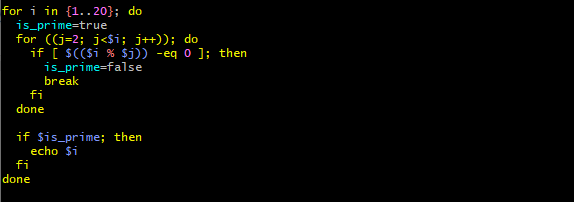 for i in {1..20}; do
  is_prime=true
  for ((j=2; j<$i; j++)); do
    if [ $(($i % $j)) -eq 0 ]; then
      is_prime=false
      break
    fi
  done

  if $is_prime; then
    echo $i
  fi
done